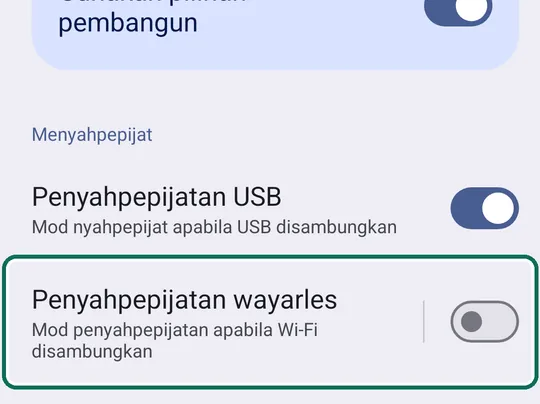 pembangun
Menyahpepijat
Penyahpepijatan USB
Mod nyahpepijat apabila USB disambungkan
Penyahpepijatan wayarles
Mod penyahpepijatan apabila Wi-Fi
disambungkan